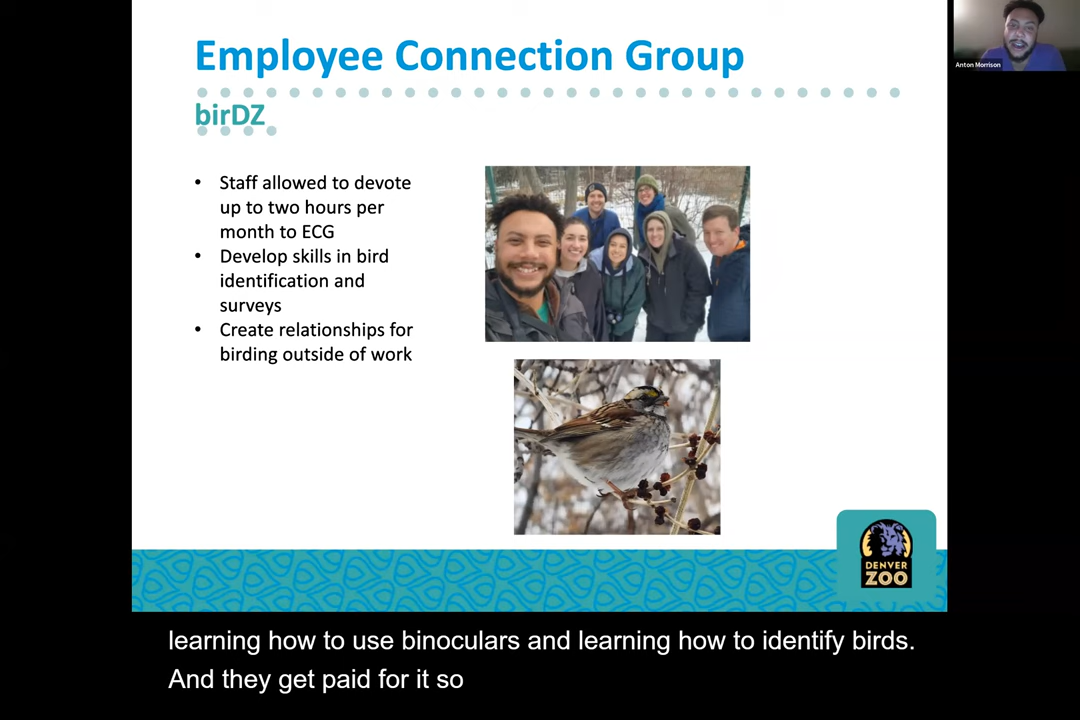 Employee Connection Group
Anton Morrison
birDZ
• Staff allowed to devote
up to two hours per
month to ECG
• Develop skills in bird
identification and
surveys
• Create relationships for
birding outside of work
DENVER
ZOO
learning how to use binoculars and learning how to identify birds.
And they get paid for it so